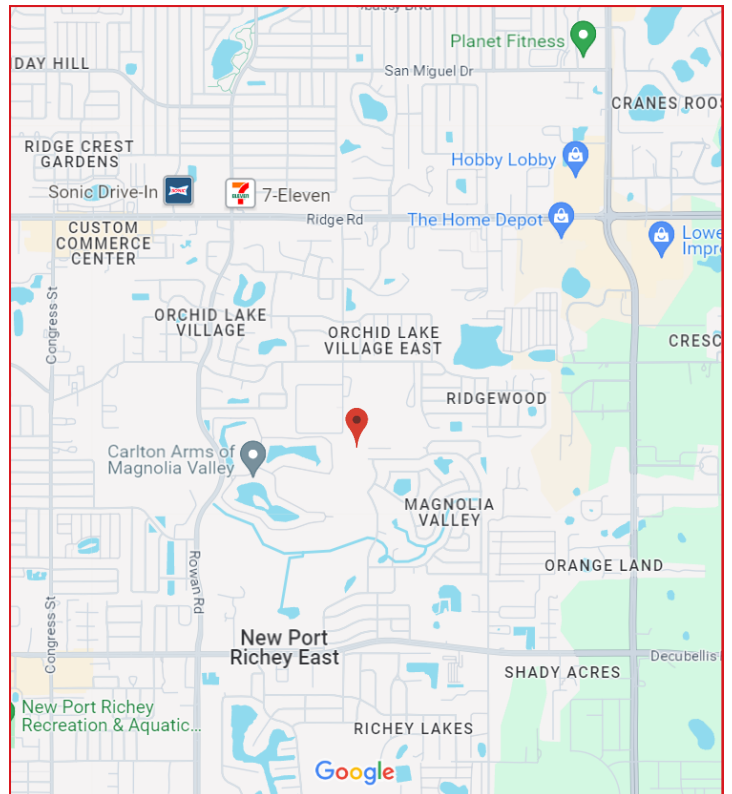 Planet Fitness
DAY HILL
San Miguel Dr
CRANES ROOS
RIDGE CREST
GARDENS
Hobby Lobby
Sonic Drive-In
7-Eleven
ELEVEN
Ridge Rd
The Home Depot
CUSTOM
COMMERCE
CENTER
Lowe
Impro
Congress St
ORCHID LAKE
VILLAGE
ORCHID LAKE
VILLAGE EAST
CRESC
RIDGEWOOD
Carlton Arms of
Magnolia Valley
MAGNOLIA
VALLEY
Rowan Rd
ORANGE LAND
Congress St
New Port
Richey East
Decubellis
SHADY ACRES
New Port Richey
Recreation & Aquatic...
RICHEY LAKES
Google